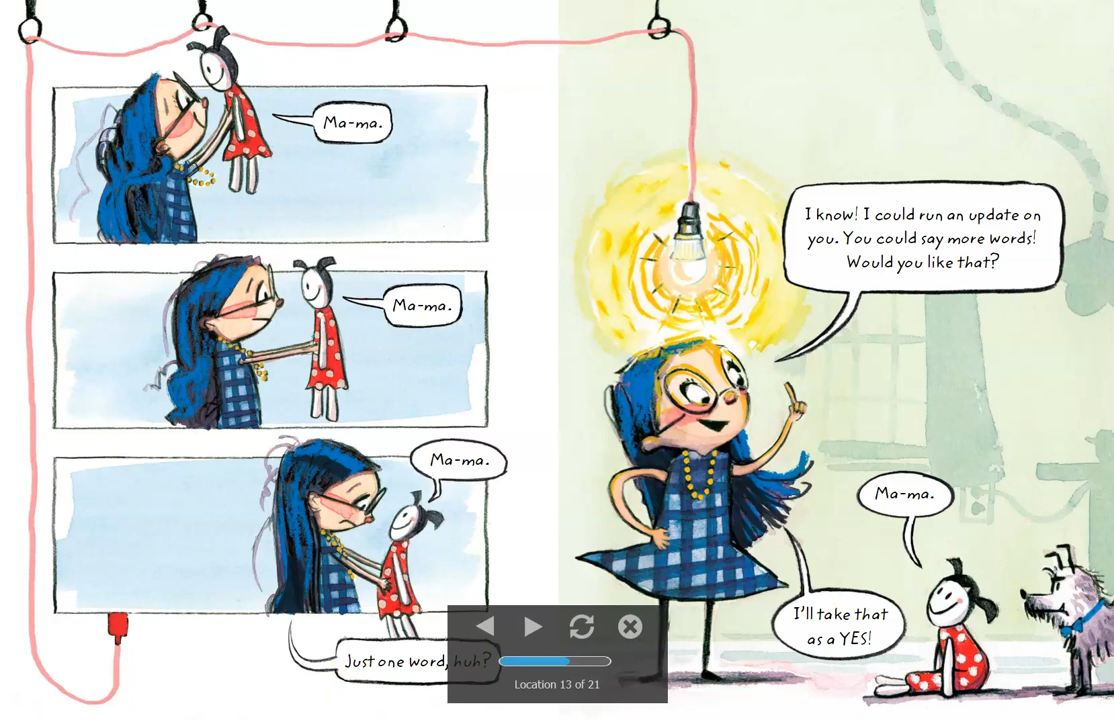 Ma-ma.
Ma-ma.
Ma-ma.
Just one word, huh?
I know! I could run an update on
you. You could say more words!
Would you like that?
Ma-ma.
I'll take that
as a YES!
Location 13 of 21